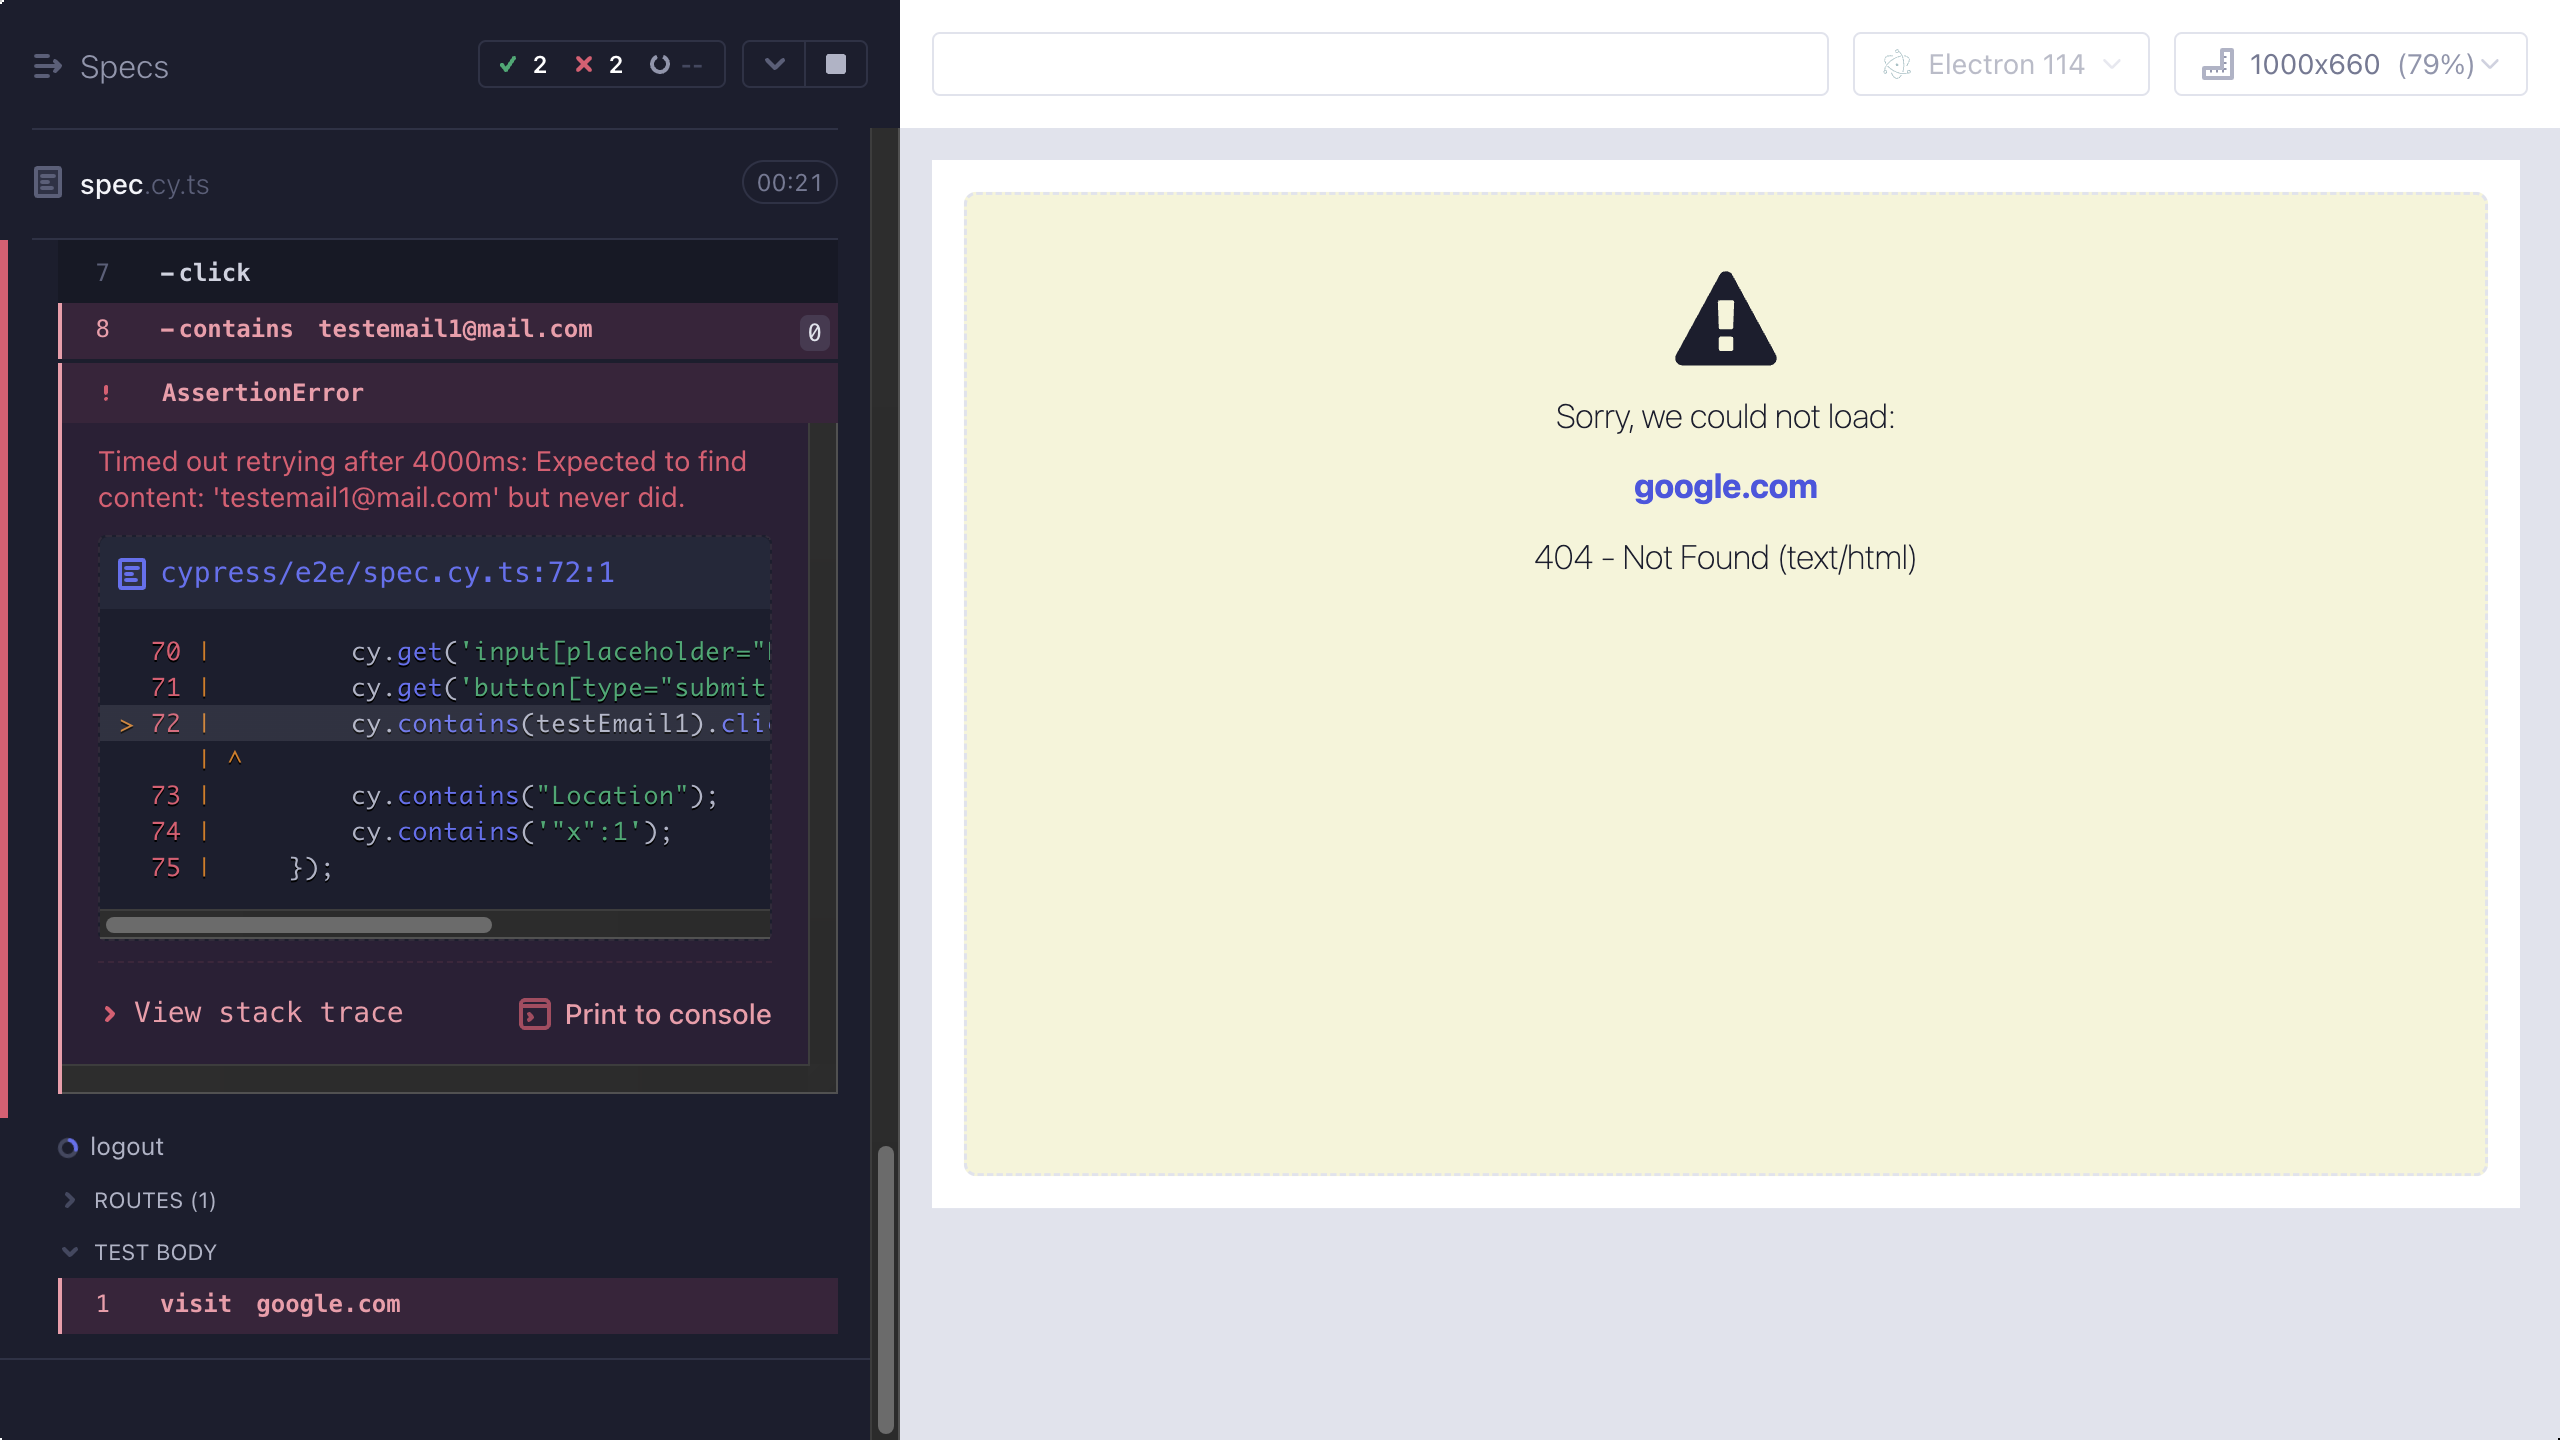 Specs
2
2
--
spec.cy.ts
00:21
7 -click
8 -contains testemail1@mail.com 0
! AssertionError
Timed out retrying after 4000ms: Expected to find
content: 'testemail1@mail.com' but never did.
cypress/e2e/spec.cy.ts:72:1
70 | cy.get('input[placeholder="
71 | cy.get('button[type="submit
> 72 | cy.contains(testEmail1).cli
| ^
73 | cy.contains("Location");
74 | cy.contains('"x":1');
75 | });
View stack trace
Print to console
logout
ROUTES (1)
TEST BODY
1 visit google.com
Electron 114
1000x660 (79%)
Sorry, we could not load:
google.com
404 - Not Found (text/html)